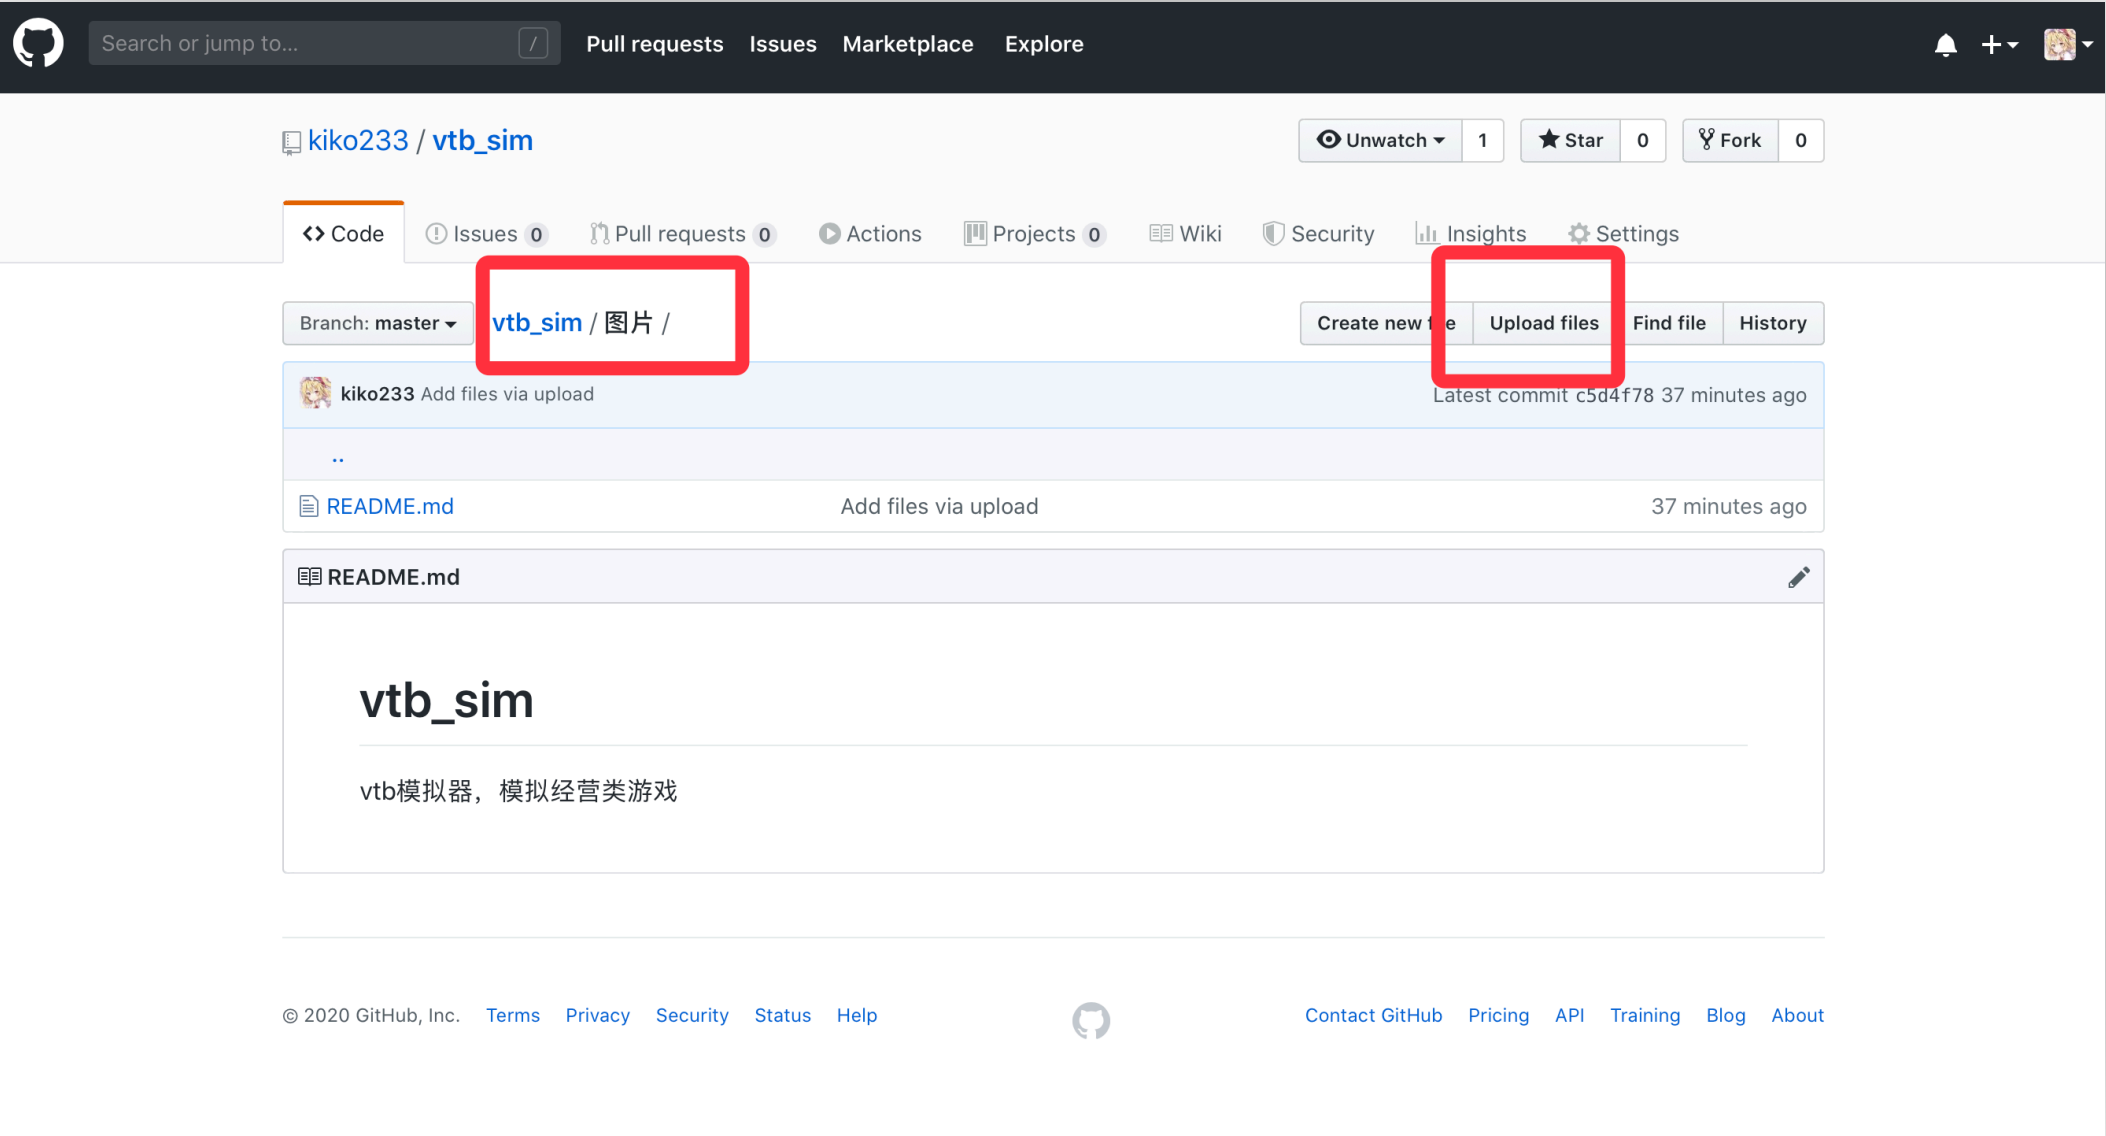 Search or jump to... / Pull requests Issues Marketplace Explore
kiko233 / vtb_sim Unwatch 1 Star 0 Fork 0
Code Issues 0 Pull requests 0 Actions Projects 0 Wiki Security Insights Settings
Branch: master vtb_sim / 图片 / Create new Upload files Find file History
kiko233 Add files via upload Latest commit c5d4f78 37 minutes ago
..
README.md Add files via upload 37 minutes ago
README.md
vtb_sim
vtb模拟器，模拟经营类游戏
© 2020 GitHub, Inc. Terms Privacy Security Status Help Contact GitHub Pricing API Training Blog About